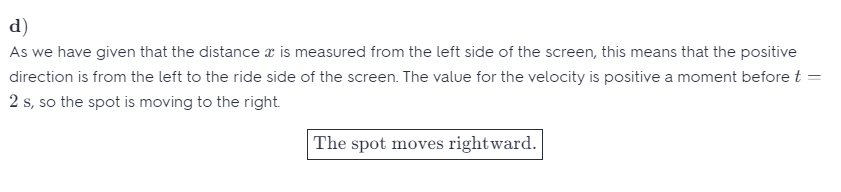 d)
As we have given that the distance x is measured from the left side of the screen, this means that the positive
direction is from the left to the ride side of the screen. The value for the velocity is positive a moment before t =
2 s, so the spot is moving to the right.
The spot moves rightward.